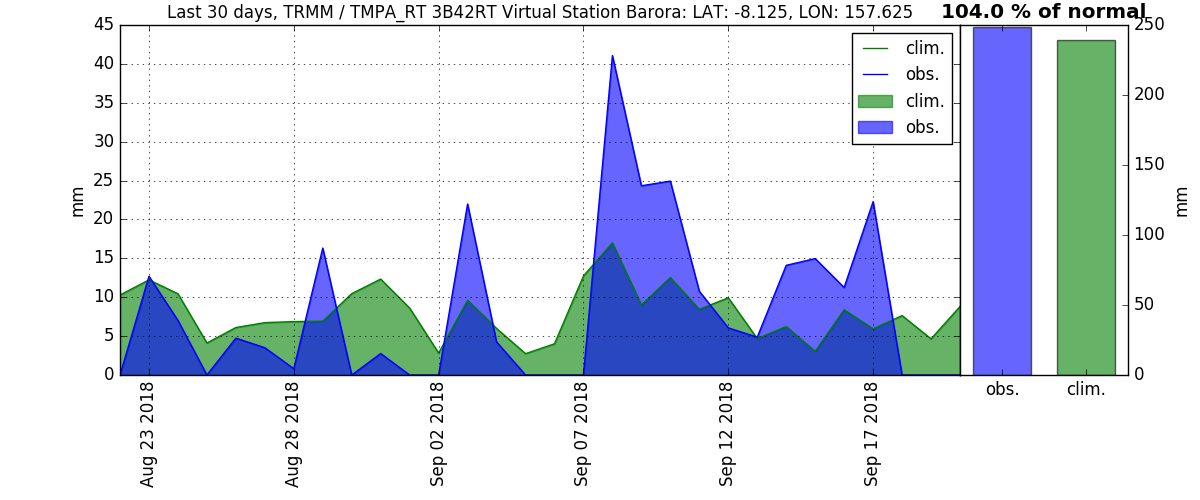 Last 30 days, TRMM / TMPA_RT 3B42RT Virtual Station Barora: LAT: -8.125, LON: 157.625
104.0 % of normal
45
40
35
30
25
20
15
10
5
0
mm
clim.
obs.
clim.
obs.
Aug 23 2018
Aug 28 2018
Sep 02 2018
Sep 07 2018
Sep 12 2018
Sep 17 2018
250
200
150
100
50
0
mm
obs.
clim.